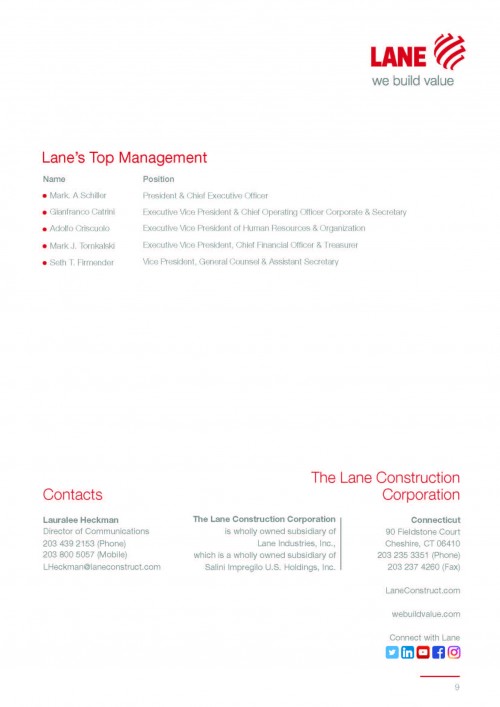 LANE
we build value
Lane's Top Management
Name Position
Mark. A Schiller President & Chief Executive Officer
Gianfranco Catrini Executive Vice President & Chief Operating Officer Corporate & Secretary
Adolfo Criscuolo Executive Vice President of Human Resources & Organization
Mark J. Tomkalski Executive Vice President, Chief Financial Officer & Treasurer
Seth T. Firmender Vice President, General Counsel & Assistant Secretary
Contacts
Lauralee Heckman
Director of Communications
203 439 2153 (Phone)
203 800 5057 (Mobile)
LHeckman@laneconstruct.com
The Lane Construction Corporation
is wholly owned subsidiary of
Lane Industries, Inc.,
which is a wholly owned subsidiary of
Salini Impregilo U.S. Holdings, Inc.
The Lane Construction
Corporation
Connecticut
90 Fieldstone Court
Cheshire, CT 06410
203 235 3351 (Phone)
203 237 4260 (Fax)
LaneConstruct.com
webuildvalue.com
Connect with Lane
9